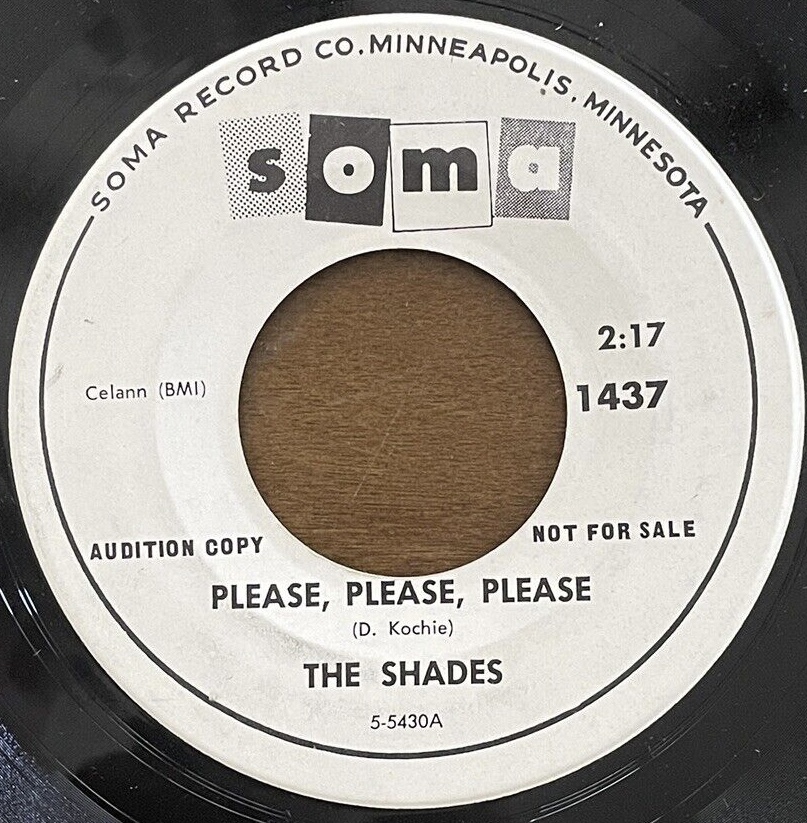 SOMA RECORD CO. MINNEAPOLIS, MINNESOTA
soma
2:17
Celann (BMI)
1437
AUDITION COPY
NOT FOR SALE
PLEASE, PLEASE, PLEASE
(D. Kochie)
THE SHADES
5-5430A